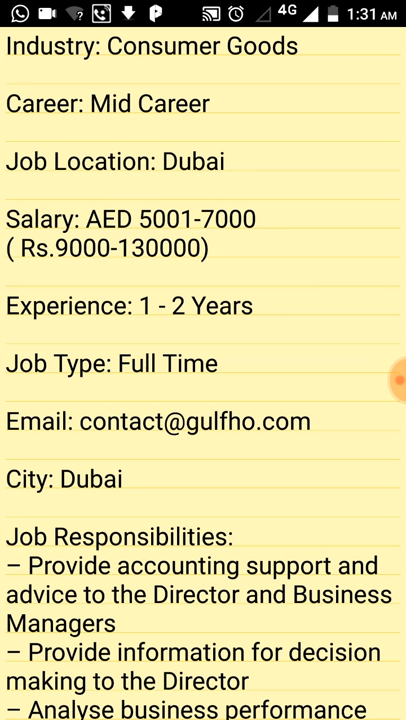 4G 1:31 AM
Industry: Consumer Goods
Career: Mid Career
Job Location: Dubai
Salary: AED 5001-7000
( Rs.9000-130000)
Experience: 1 - 2 Years
Job Type: Full Time
Email: contact@gulfho.com
City: Dubai
Job Responsibilities:
– Provide accounting support and
advice to the Director and Business
Managers
– Provide information for decision
making to the Director
– Analyse business performance